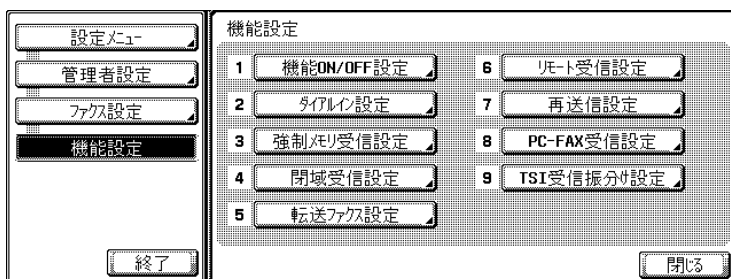 設定メニュー
管理者設定
ファクス設定
機能設定
終了
機能設定
1 機能ON/OFF設定
2 ダイアルイン設定
3 強制メモリ受信設定
4 閉域受信設定
5 転送ファクス設定
6 リモート受信設定
7 再送信設定
8 PC-FAX受信設定
9 TSI受信振分け設定
閉じる